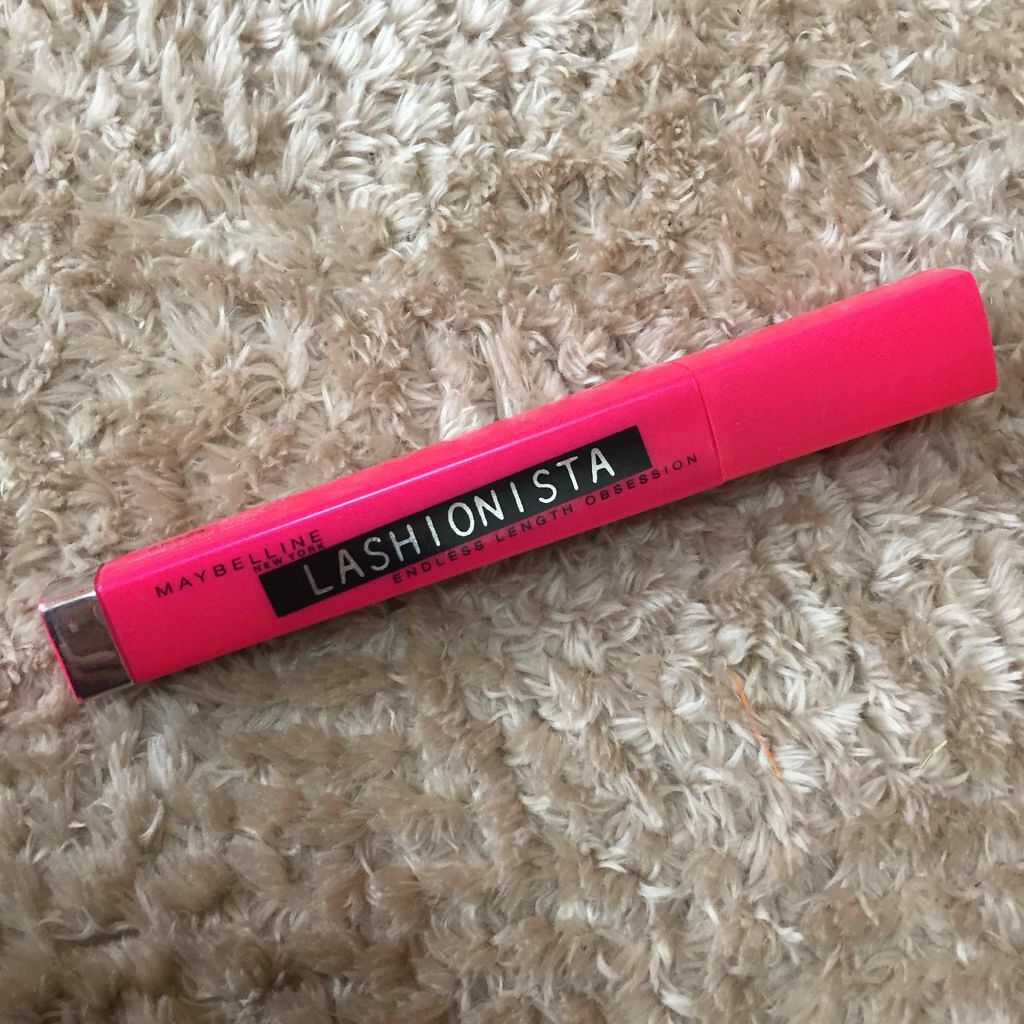 MAYBELLINE
NEW YORK
LASHIONISTA
ENDLESS LENGTH OBSESSION